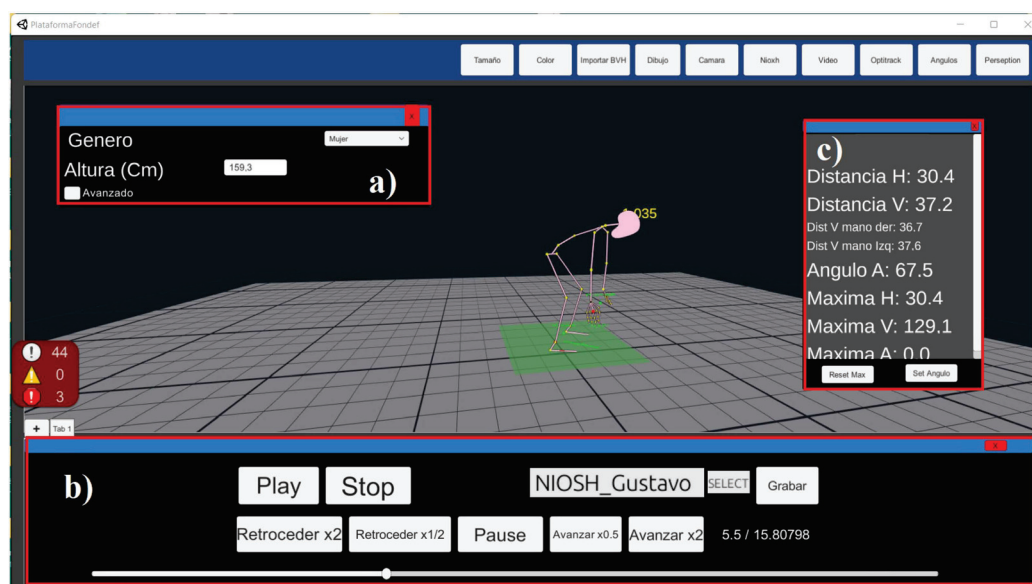 PlataformaFondef
Tamaño Color Importar BVH Dibujo Camara Nioxh Video Optitrack Angulos Perseption
X
Genero Mujer
Altura (Cm) 159,3
Avanzado
a)
X
c)
Distancia H: 30.4
Distancia V: 37.2
Dist V mano der: 36.7
Dist V mano Izq: 37.6
Angulo A: 67.5
Maxima H: 30.4
Maxima V: 129.1
Maxima A: 0.0
Reset Max Set Angulo
44
0
3
+ Tab 1
X
b)
Play Stop NIOSH_Gustavo SELECT Grabar
Retroceder x2 Retroceder x1/2 Pause Avanzar x0.5 Avanzar x2 5.5 / 15.80798